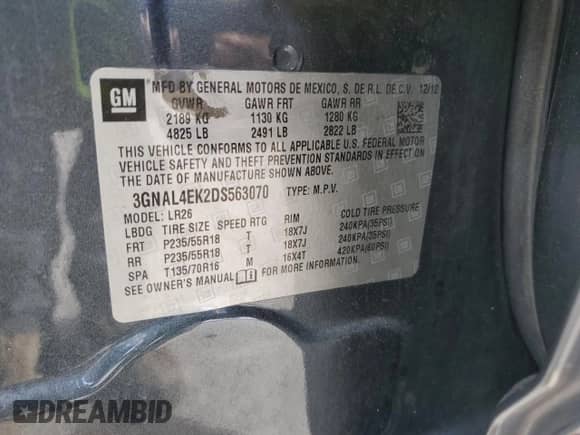 GM
MFD BY GENERAL MOTORS DE MEXICO, S. DE R.L. DE C.V. 12/12
GVWR GAWR FRT GAWR RR
2189 KG 1130 KG 1280 KG
4825 LB 2491 LB 2822 LB
THIS VEHICLE CONFORMS TO ALL APPLICABLE U.S. FEDERAL MOTOR
VEHICLE SAFETY AND THEFT PREVENTION STANDARDS IN EFFECT ON
THE DATE OF MANUFACTURE SHOWN ABOVE.
3GNAL4EK2DS563070 TYPE: M.P.V.
MODEL: LR26
LBDG TIRE SIZE SPEED RTG RIM COLD TIRE PRESSURE
FRT P235/55R18 T 18X7J 240KPA(35PSI)
RR P235/55R18 T 18X7J 240KPA(35PSI)
SPA T135/70R16 M 16X4T 420KPA(60PSI)
SEE OWNER'S MANUAL FOR MORE INFORMATION.
DREAMBID